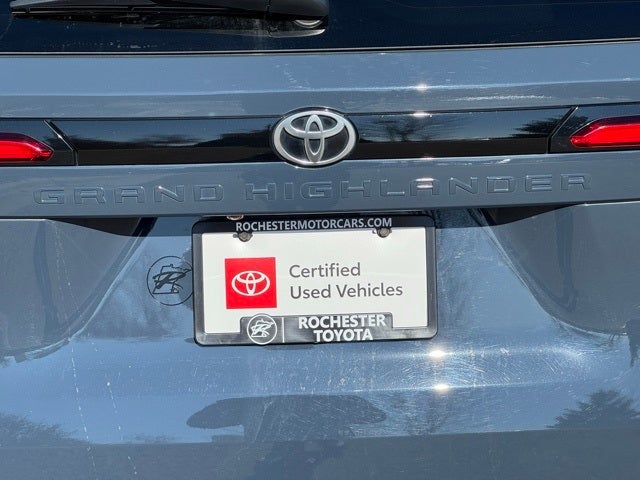 GRAND HIGHLANDER
ROCHESTERMOTORCARS.COM
Certified
Used Vehicles
ROCHESTER
TOYOTA